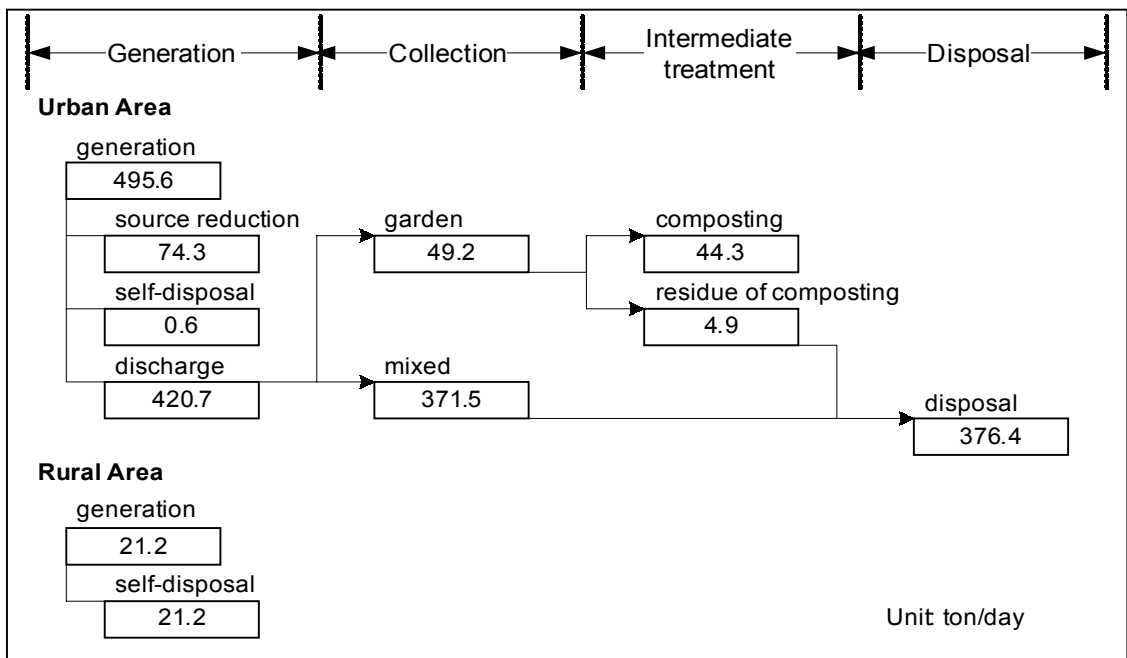 Generation
Collection
Intermediate
treatment
Disposal
Urban Area
generation
495.6
source reduction
74.3
self-disposal
0.6
discharge
420.7
garden
49.2
mixed
371.5
composting
44.3
residue of composting
4.9
disposal
376.4
Rural Area
generation
21.2
self-disposal
21.2
Unit: ton/day